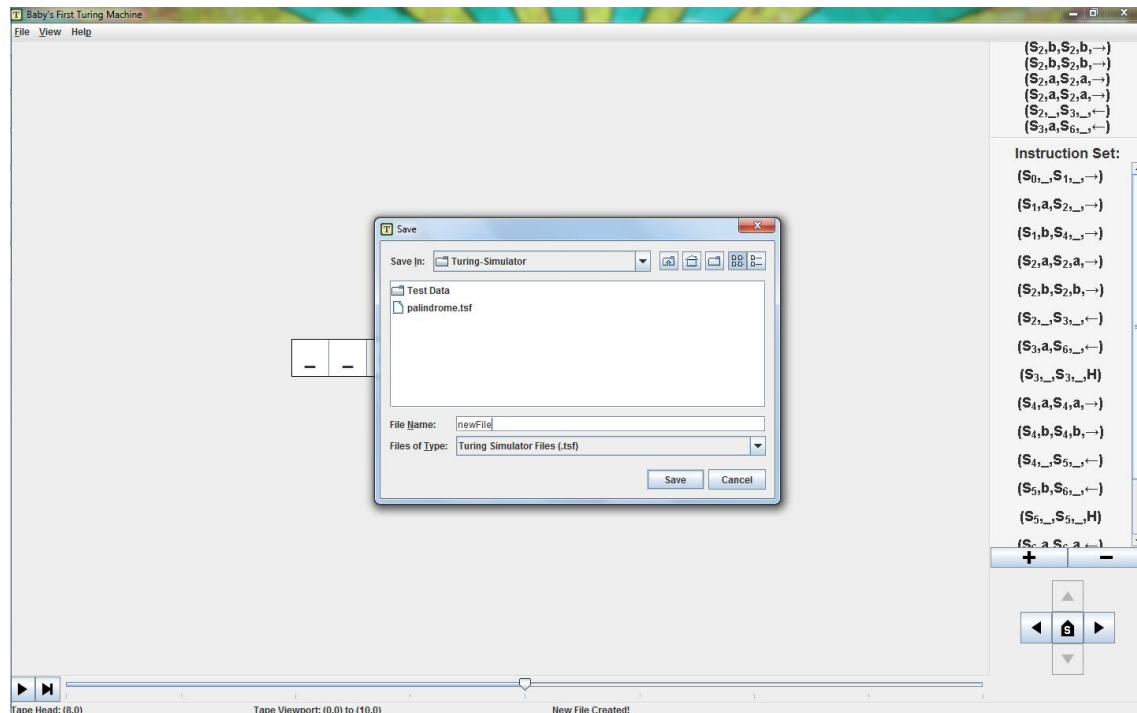 Baby's First Turing Machine
File View Help
(S₂,b,S₂,b,→)
(S₂,b,S₂,b,→)
(S₂,a,S₂,a,→)
(S₂,a,S₂,a,→)
(S₂,_,S₃,_,←)
(S₃,a,S₆,_,←)
Instruction Set:
(S₀,_,S₁,_,→)
(S₁,a,S₂,_,→)
(S₁,b,S₄,_,→)
(S₂,a,S₂,a,→)
(S₂,b,S₂,b,→)
(S₂,_,S₃,_,←)
(S₃,a,S₆,_,←)
(S₃,_,S₃,_,H)
(S₄,a,S₄,a,→)
(S₄,b,S₄,b,→)
(S₄,_,S₅,_,←)
(S₅,b,S₆,_,←)
(S₅,_,S₅,_,H)
(S₆,a,S₆,a,←)
+ −
S
Save
Save In: Turing-Simulator
Test Data
palindrome.tsf
File Name: newFile
Files of Type: Turing Simulator Files (.tsf)
Save Cancel
_ _
Tape Head: (8,0) Tape Viewport: (0,0) to (10,0) New File Created!